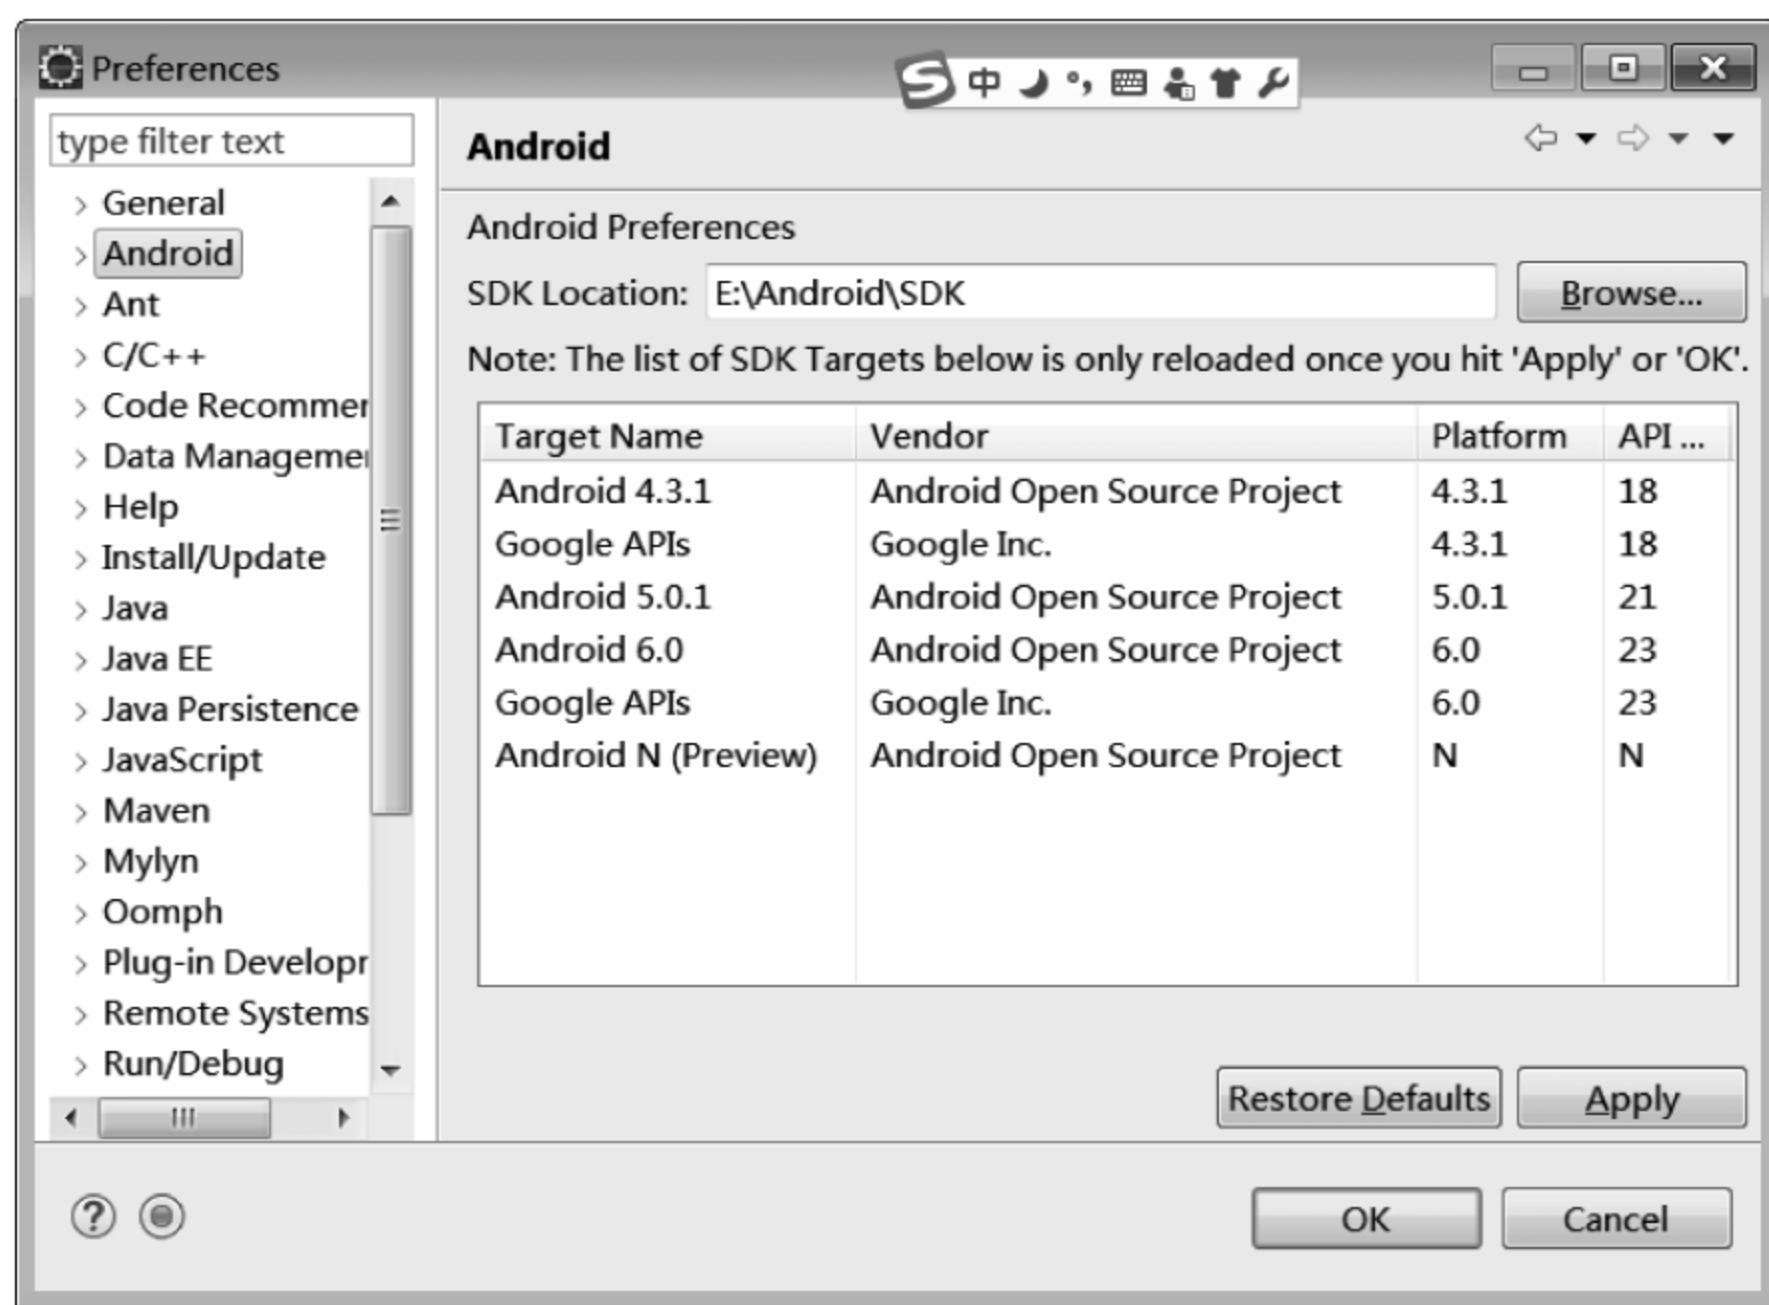 Preferences
中
type filter text
General
Android
Ant
C/C++
Code Recommer
Data Manageme
Help
Install/Update
Java
Java EE
Java Persistence
JavaScript
Maven
Mylyn
Oomph
Plug-in Develop
Remote Systems
Run/Debug
Android
Android Preferences
SDK Location: E:\Android\SDK Browse...
Note: The list of SDK Targets below is only reloaded once you hit 'Apply' or 'OK'.
Target Name Vendor Platform API ...
Android 4.3.1 Android Open Source Project 4.3.1 18
Google APIs Google Inc. 4.3.1 18
Android 5.0.1 Android Open Source Project 5.0.1 21
Android 6.0 Android Open Source Project 6.0 23
Google APIs Google Inc. 6.0 23
Android N (Preview) Android Open Source Project N N
Restore Defaults Apply
? OK Cancel